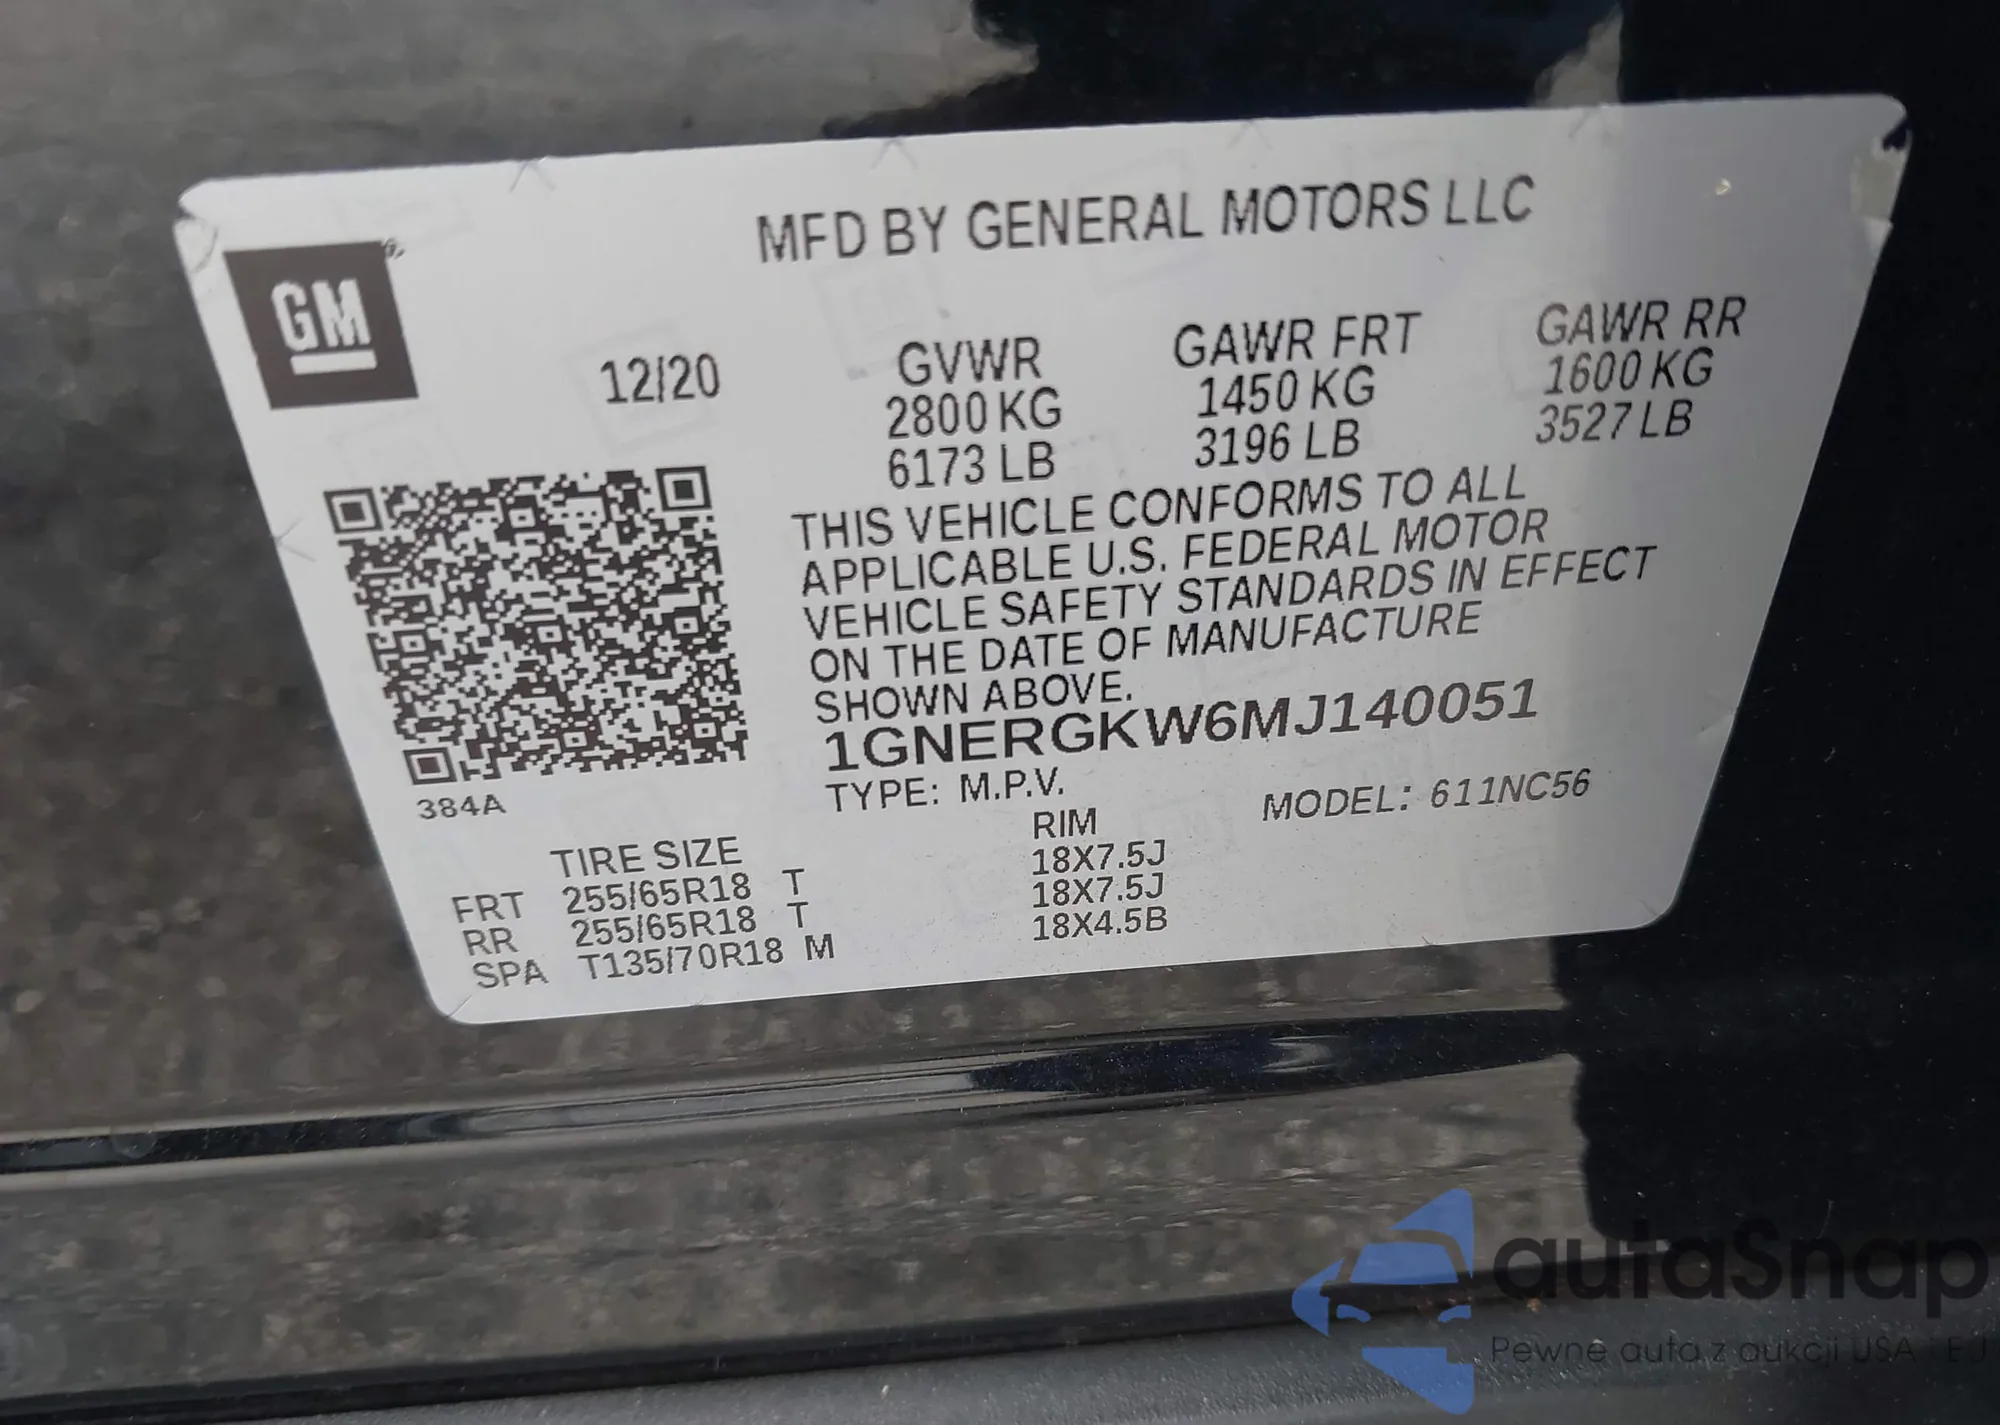 MFD BY GENERAL MOTORS LLC
GM
12/20
GVWR
2800 KG
6173 LB
GAWR FRT
1450 KG
3196 LB
GAWR RR
1600 KG
3527 LB
THIS VEHICLE CONFORMS TO ALL
APPLICABLE U.S. FEDERAL MOTOR
VEHICLE SAFETY STANDARDS IN EFFECT
ON THE DATE OF MANUFACTURE
SHOWN ABOVE.
1GNERGKW6MJ140051
TYPE: M.P.V.
MODEL: 611NC56
384A
TIRE SIZE RIM
FRT 255/65R18 T 18X7.5J
RR 255/65R18 T 18X7.5J
SPA T135/70R18 M 18X4.5B
autaSnap
Pewne auta z aukcji USA i EU